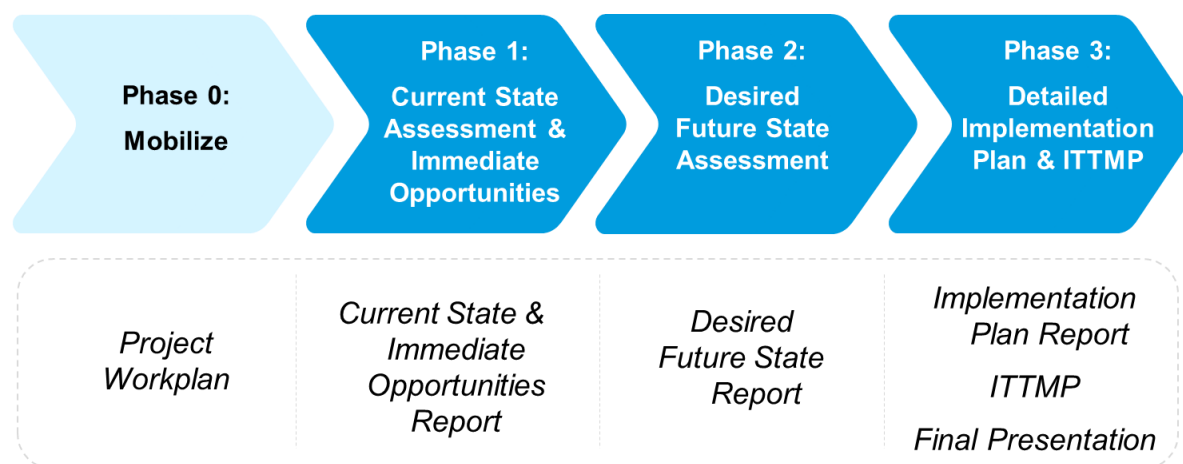 Phase 0:
Mobilize
Phase 1:
Current State
Assessment &
Immediate
Opportunities
Phase 2:
Desired
Future State
Assessment
Phase 3:
Detailed
Implementation
Plan & ITTMP
Project
Workplan
Current State &
Immediate
Opportunities
Report
Desired
Future State
Report
Implementation
Plan Report
ITTMP
Final Presentation